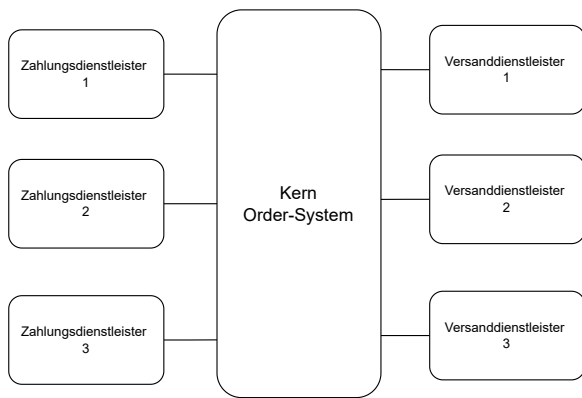 Zahlungsdienstleister
1
Zahlungsdienstleister
2
Zahlungsdienstleister
3
Kern
Order-System
Versanddienstleister
1
Versanddienstleister
2
Versanddienstleister
3